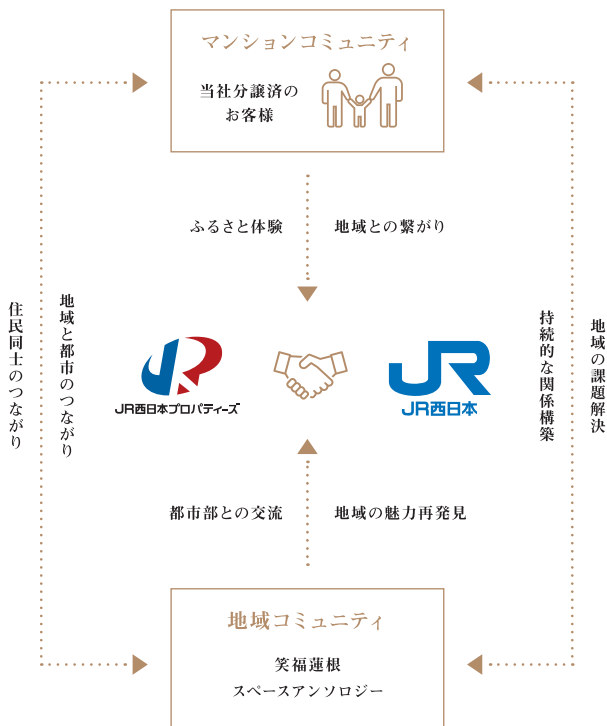 マンションコミュニティ
当社分譲済の
お客様
ふるさと体験
地域との繋がり
住民同士のつながり
地域と都市のつながり
持続的な関係構築
地域の課題解決
JR西日本プロパティーズ
JR
JR西日本
都市部との交流
地域の魅力再発見
地域コミュニティ
笑福蓮根
スペースアンソロジー